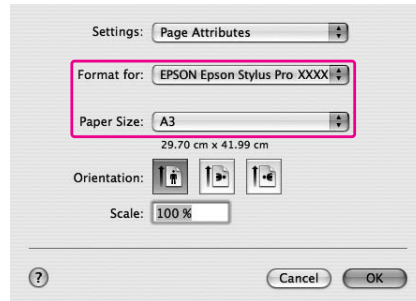 Settings: Page Attributes
Format for: EPSON Epson Stylus Pro XXXX
Paper Size: A3
29.70 cm x 41.99 cm
Orientation:
Scale: 100 %
? Cancel OK